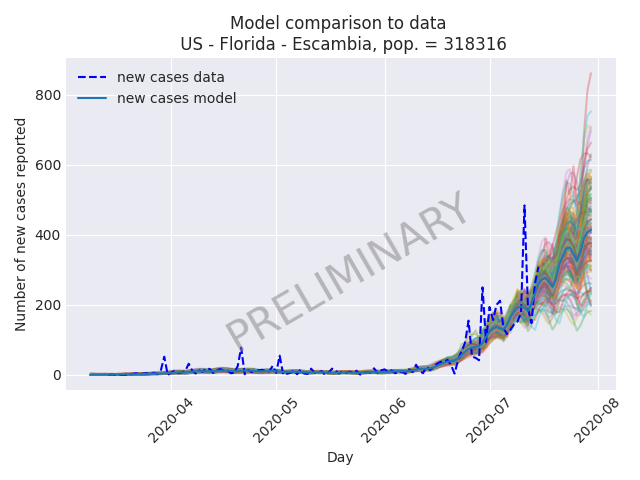 Model comparison to data
US - Florida - Escambia, pop. = 318316
new cases data
new cases model
800
600
400
200
0
Number of new cases reported
PRELIMINARY
2020-04
2020-05
2020-06
2020-07
2020-08
Day